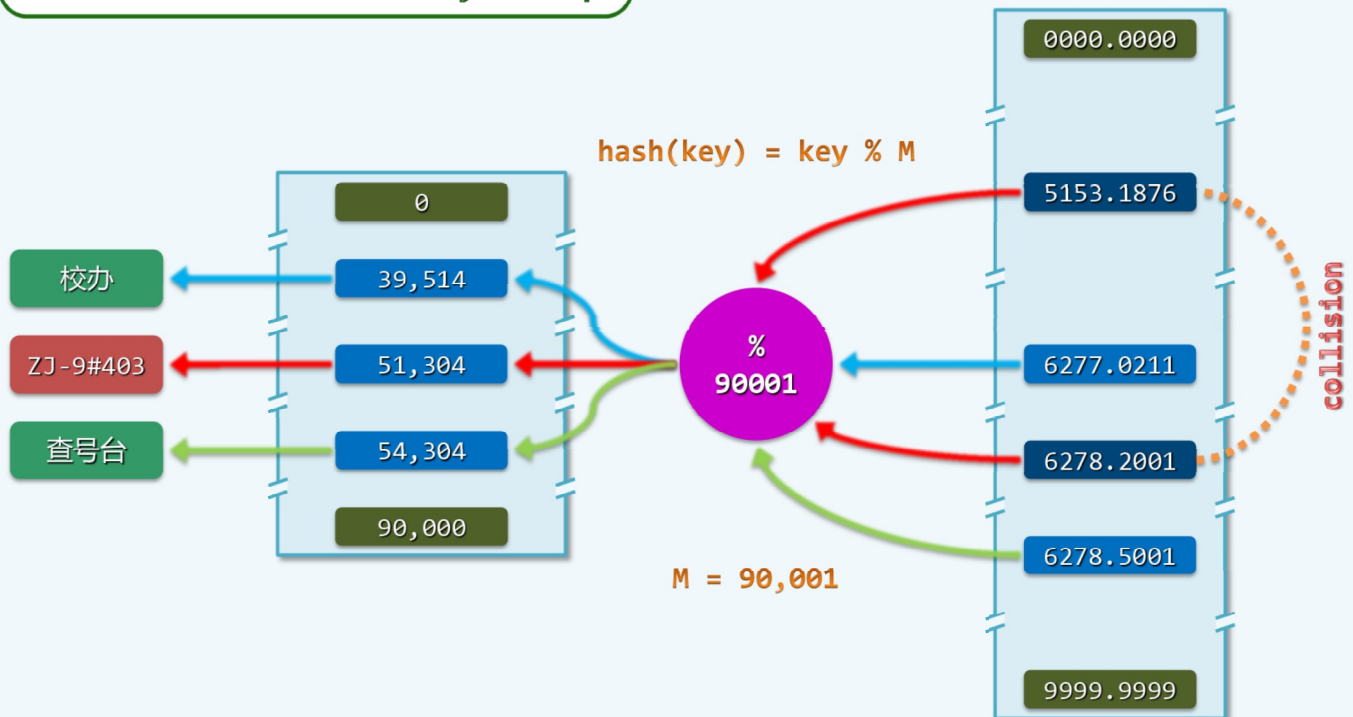 0000.0000
hash(key) = key % M
5153.1876
0
校办
39,514
%
90001
ZJ-9#403
51,304
6277.0211
collision
查号台
54,304
6278.2001
90,000
6278.5001
M = 90,001
9999.9999